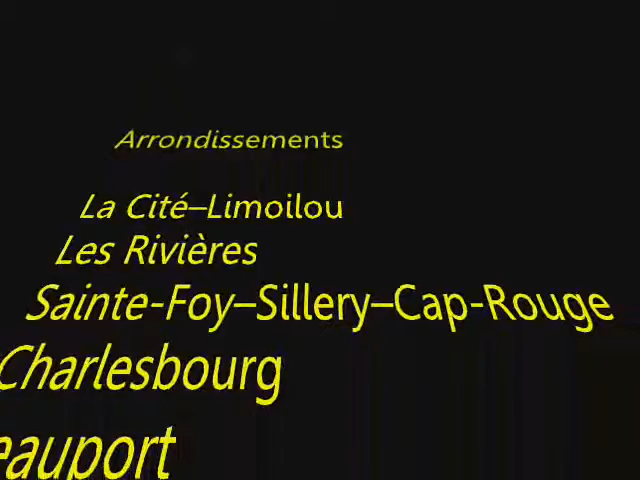 Arrondissements
La Cité–Limoilou
Les Rivières
Sainte-Foy–Sillery–Cap-Rouge
Charlesbourg
eauport